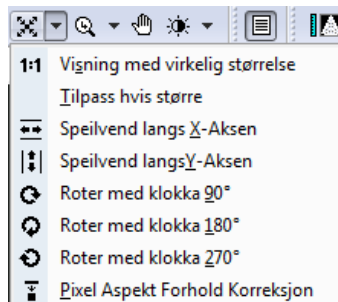 1:1 Visning med virkelig størrelse
Tilpass hvis større
Speilvend langs X-Aksen
Speilvend langsY-Aksen
Roter med klokka 90°
Roter med klokka 180°
Roter med klokka 270°
Pixel Aspekt Forhold Korreksjon